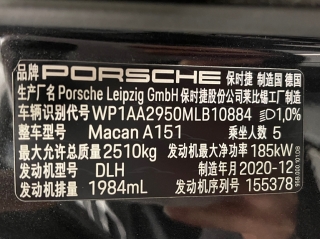 品牌 PORSCHE 保时捷 制造国 德国
生产厂名 Porsche Leipzig GmbH 保时捷股份公司莱比锡工厂制造
车辆识别代号 WP1AA2950MLB10884 1,0%
整车型号 Macan A151 乘坐人数 5
最大允许总质量 2510kg 发动机最大净功率 185kW
发动机型号 DLH 制造年月 2020-12
发动机排量 1984mL 发动机序列号 155378